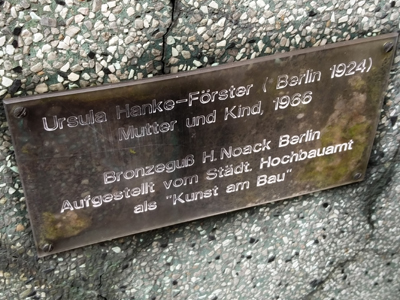 Ursula Hanke-Förster ( Berlin 1924)
Mutter und Kind, 1966
Bronzeguß H. Noack Berlin
Aufgestellt vom Städt. Hochbauamt
als "Kunst am Bau"